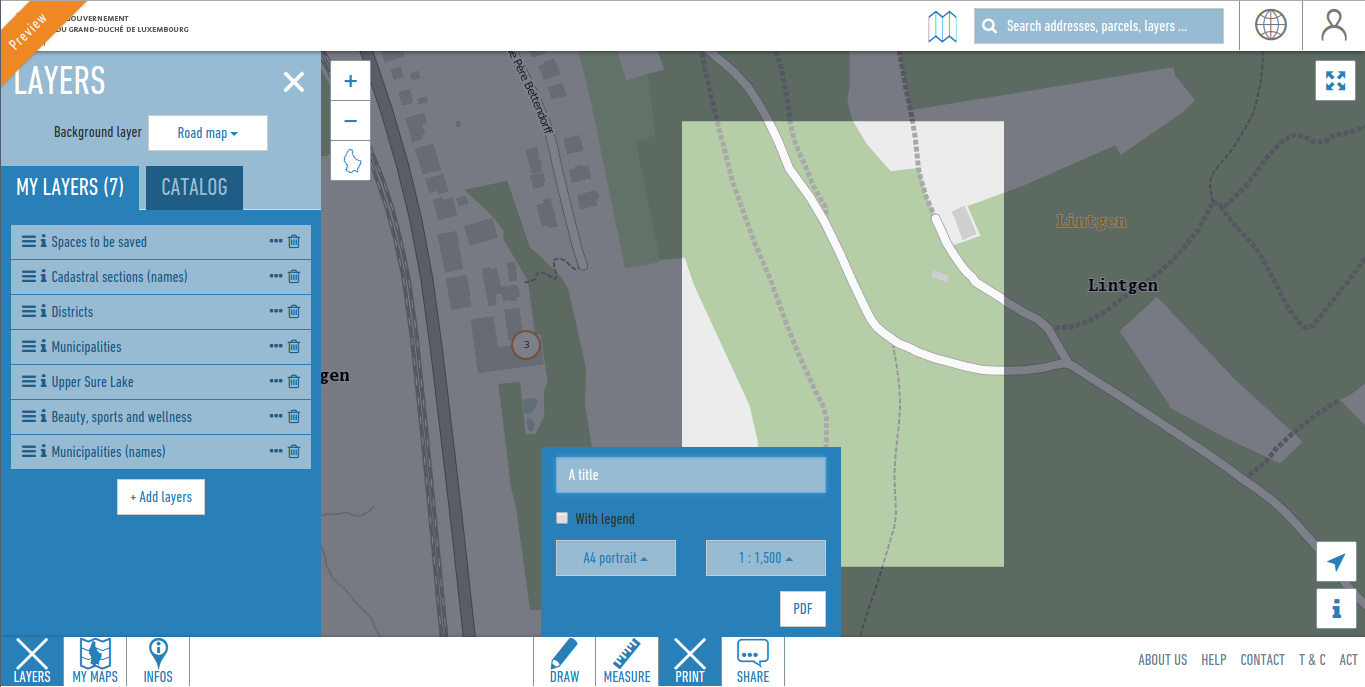 Preview
GOUVERNEMENT
DU GRAND-DUCHÉ DE LUXEMBOURG
Search addresses, parcels, layers ...
LAYERS
Background layer
Road map
MY LAYERS (7)
CATALOG
Spaces to be saved
Cadastral sections (names)
Districts
Municipalities
Upper Sure Lake
Beauty, sports and wellness
Municipalities (names)
+ Add layers
+
−
e Père Bettendorff
Lintgen
Lintgen
3
gen
A title
With legend
A4 portrait
1 : 1,500
PDF
LAYERS
MY MAPS
INFOS
DRAW
MEASURE
PRINT
SHARE
ABOUT US
HELP
CONTACT
T & C
ACT